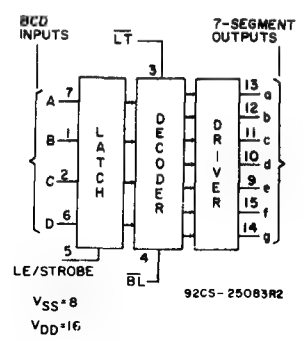 BCD INPUTS
7-SEGMENT OUTPUTS
LT
3
A 7
B 1
C 2
D 6
5
LE/STROBE
LATCH
DECODER
DRIVER
4
BL
13 a
12 b
11 c
10 d
9 e
15 f
14 g
92CS-25083R2
VSS=8
VDD=16